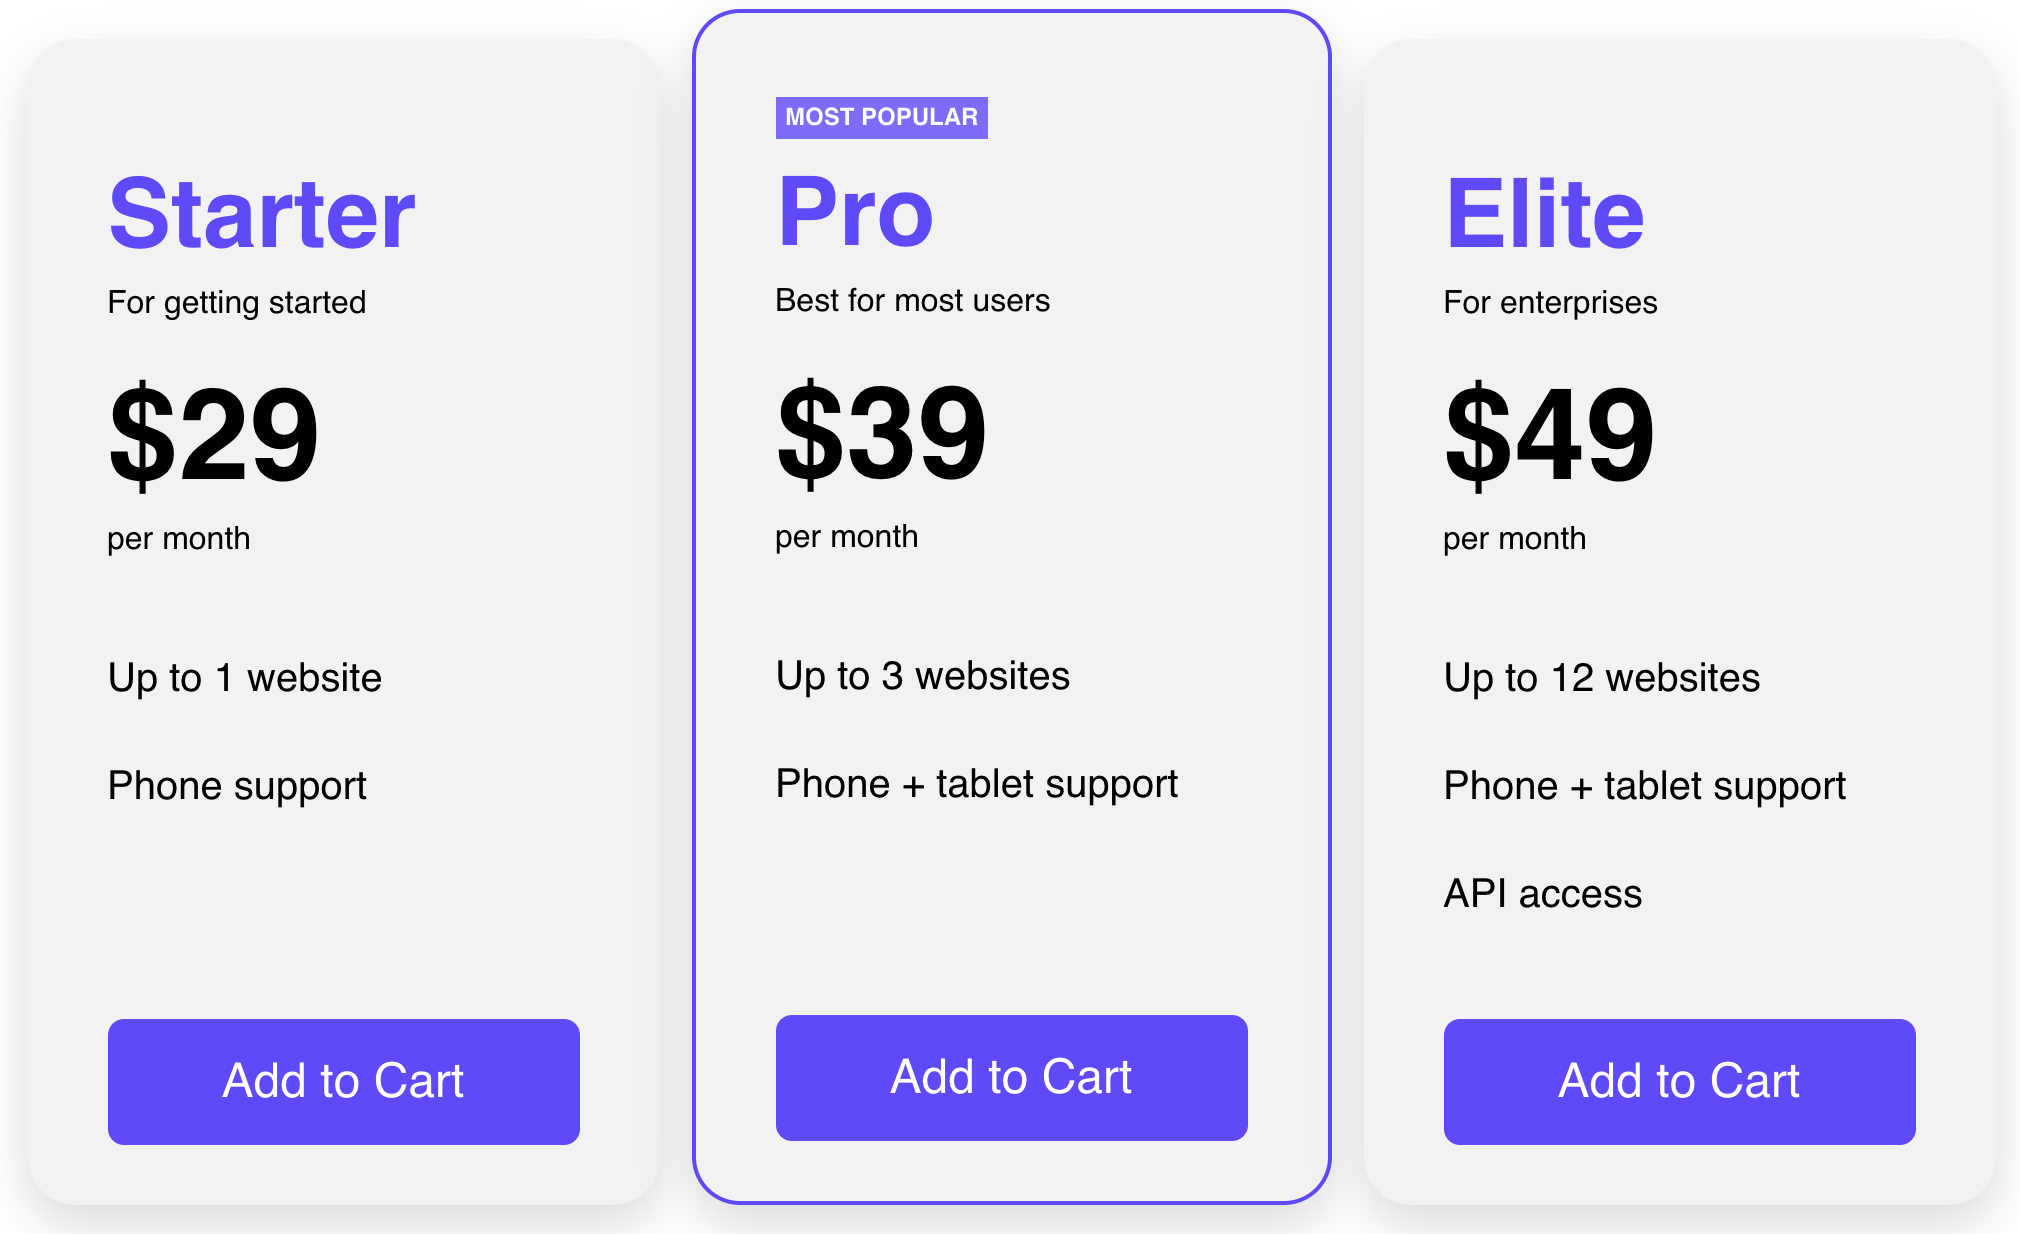 Starter
For getting started
$29
per month
Up to 1 website
Phone support
Add to Cart
MOST POPULAR
Pro
Best for most users
$39
per month
Up to 3 websites
Phone + tablet support
Add to Cart
Elite
For enterprises
$49
per month
Up to 12 websites
Phone + tablet support
API access
Add to Cart